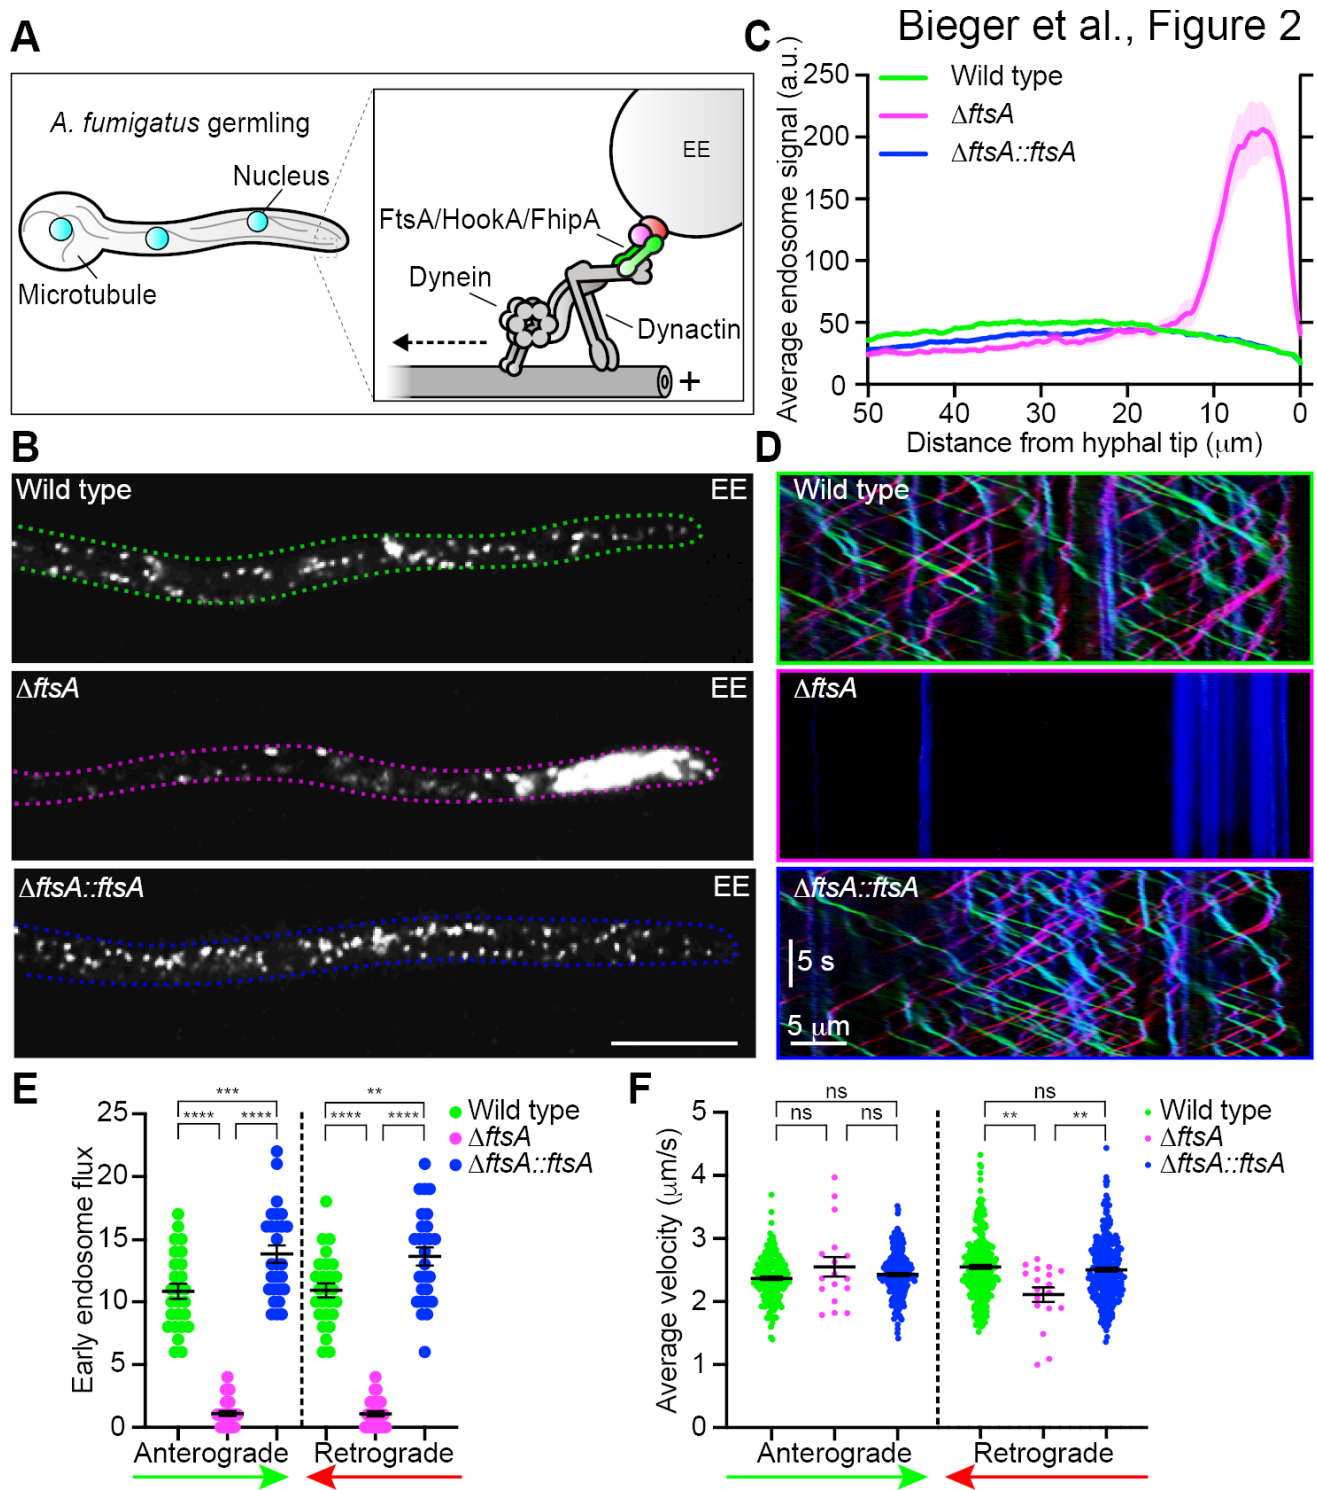 Bieger et al., Figure 2
A
A. fumigatus germling
Nucleus
Microtubule
EE
FtsA/HookA/FhipA
Dynein
Dynactin
+
C
Average endosome signal (a.u.)
250
200
150
100
50
0
Wild type
ΔftsA
ΔftsA::ftsA
50 40 30 20 10 0
Distance from hyphal tip (μm)
B
Wild type EE
ΔftsA EE
ΔftsA::ftsA EE
D
Wild type
ΔftsA
ΔftsA::ftsA
5 s
5 μm
E
Early endosome flux
25
20
15
10
5
0
*** **
**** **** **** ****
Wild type
ΔftsA
ΔftsA::ftsA
Anterograde Retrograde
F
Average velocity (μm/s)
5
4
3
2
1
0
ns ns
ns ns ** **
Wild type
ΔftsA
ΔftsA::ftsA
Anterograde Retrograde